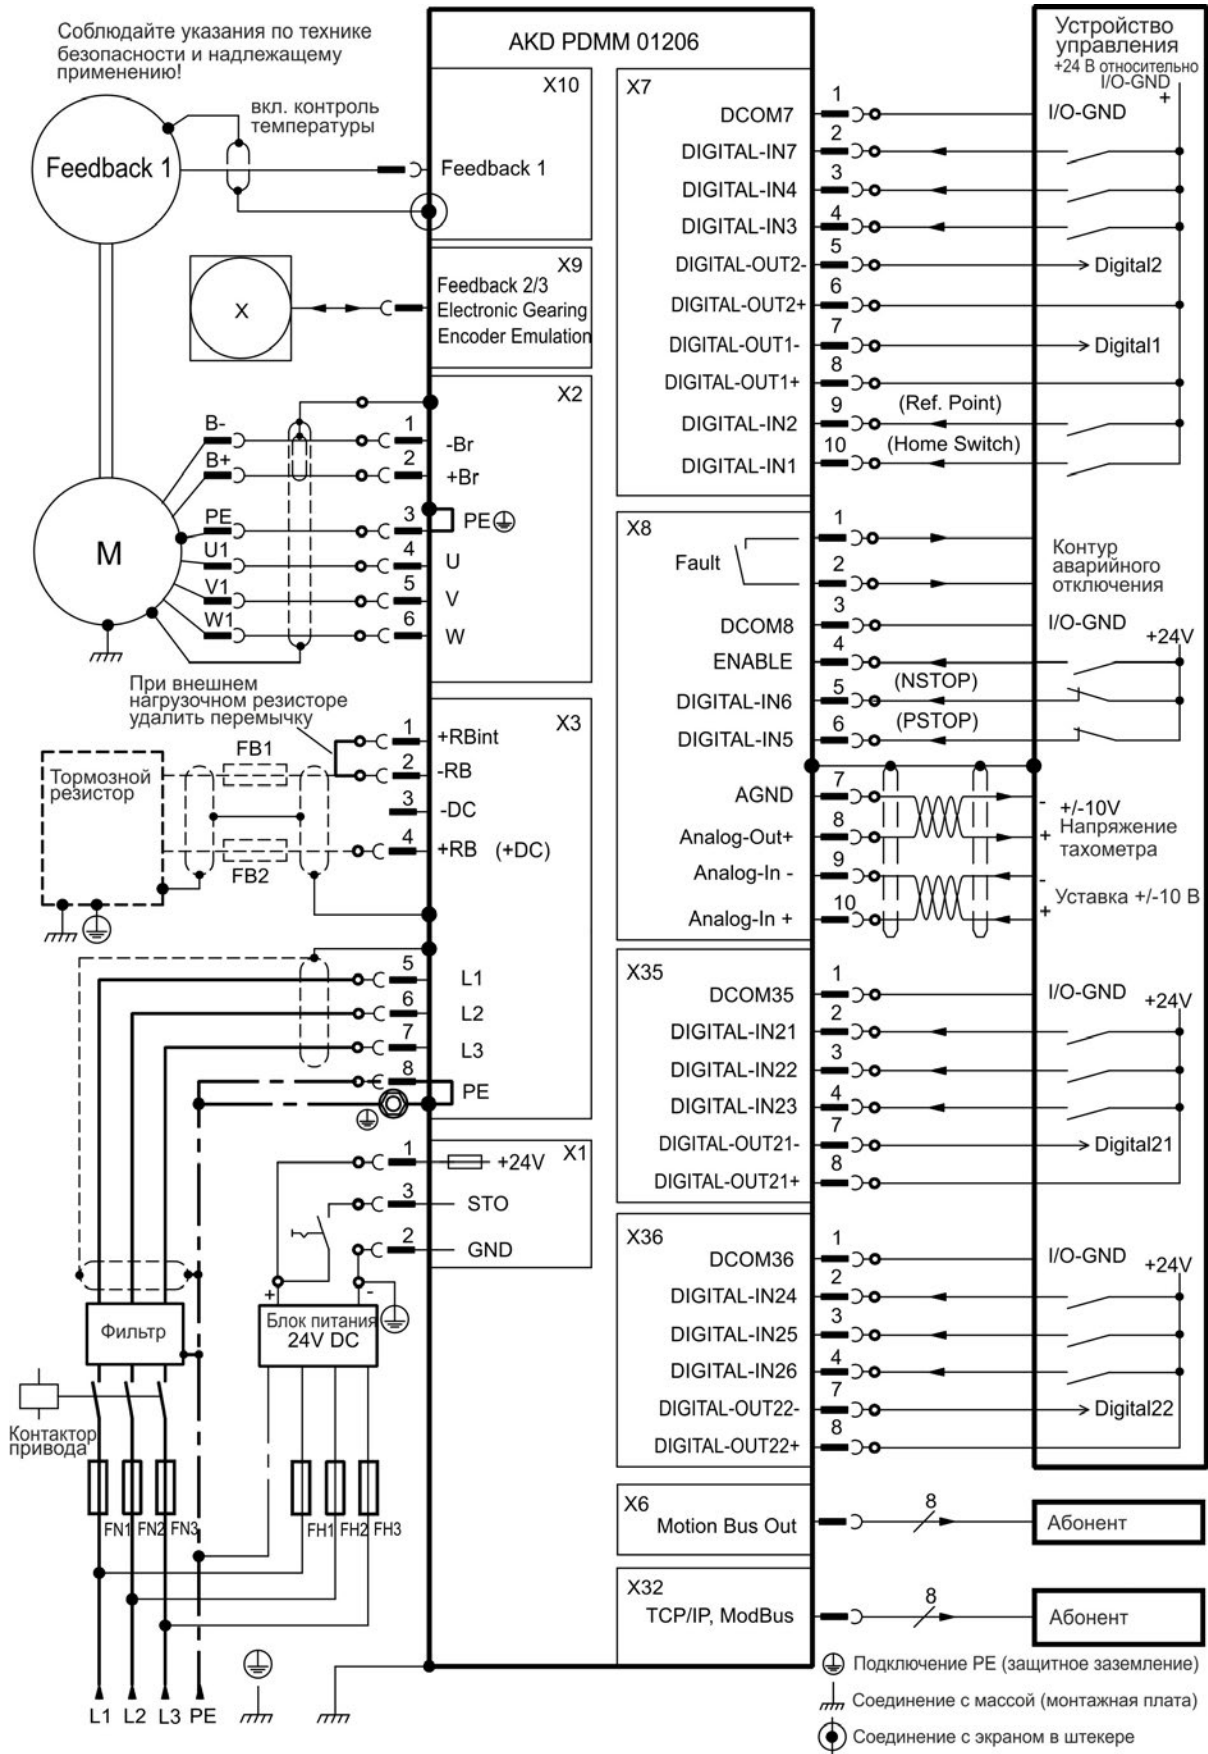 Соблюдайте указания по технике
безопасности и надлежащему
применению!
AKD PDMM 01206
Устройство
управления
+24 В относительно
I/O-GND
+
вкл. контроль
температуры
Feedback 1
X10
Feedback 1
X9
Feedback 2/3
Electronic Gearing
Encoder Emulation
X
X2
B-
1
-Br
B+
2
+Br
PE
3
PE
M
U1
4
U
V1
5
V
W1
6
W
При внешнем
нагрузочном резисторе
удалить перемычку
X3
1
+RBint
FB1
2
-RB
Тормозной
резистор
3
-DC
4
+RB (+DC)
FB2
5
L1
6
L2
7
L3
8
PE
X1
1
+24V
3
STO
2
GND
+
-
Фильтр
Блок питания
24V DC
Контактор
привода
FN1
FN2
FN3
FH1
FH2
FH3
L1 L2 L3 PE
X7
DCOM7
1
I/O-GND
DIGITAL-IN7
2
DIGITAL-IN4
3
DIGITAL-IN3
4
DIGITAL-OUT2-
5
Digital2
DIGITAL-OUT2+
6
DIGITAL-OUT1-
7
Digital1
DIGITAL-OUT1+
8
DIGITAL-IN2
9
(Ref. Point)
DIGITAL-IN1
10
(Home Switch)
X8
Fault
1
2
Контур
аварийного
отключения
DCOM8
3
I/O-GND
+24V
ENABLE
4
DIGITAL-IN6
5
(NSTOP)
DIGITAL-IN5
6
(PSTOP)
AGND
7
-
+/-10V
Analog-Out+
8
+
Напряжение
тахометра
Analog-In -
9
-
Уставка +/-10 В
Analog-In +
10
+
X35
DCOM35
1
I/O-GND
+24V
DIGITAL-IN21
2
DIGITAL-IN22
3
DIGITAL-IN23
4
DIGITAL-OUT21-
7
Digital21
DIGITAL-OUT21+
8
X36
DCOM36
1
I/O-GND
+24V
DIGITAL-IN24
2
DIGITAL-IN25
3
DIGITAL-IN26
4
DIGITAL-OUT22-
7
Digital22
DIGITAL-OUT22+
8
X6
Motion Bus Out
8
Абонент
X32
TCP/IP, ModBus
8
Абонент
Подключение PE (защитное заземление)
Соединение с массой (монтажная плата)
Соединение с экраном в штекере